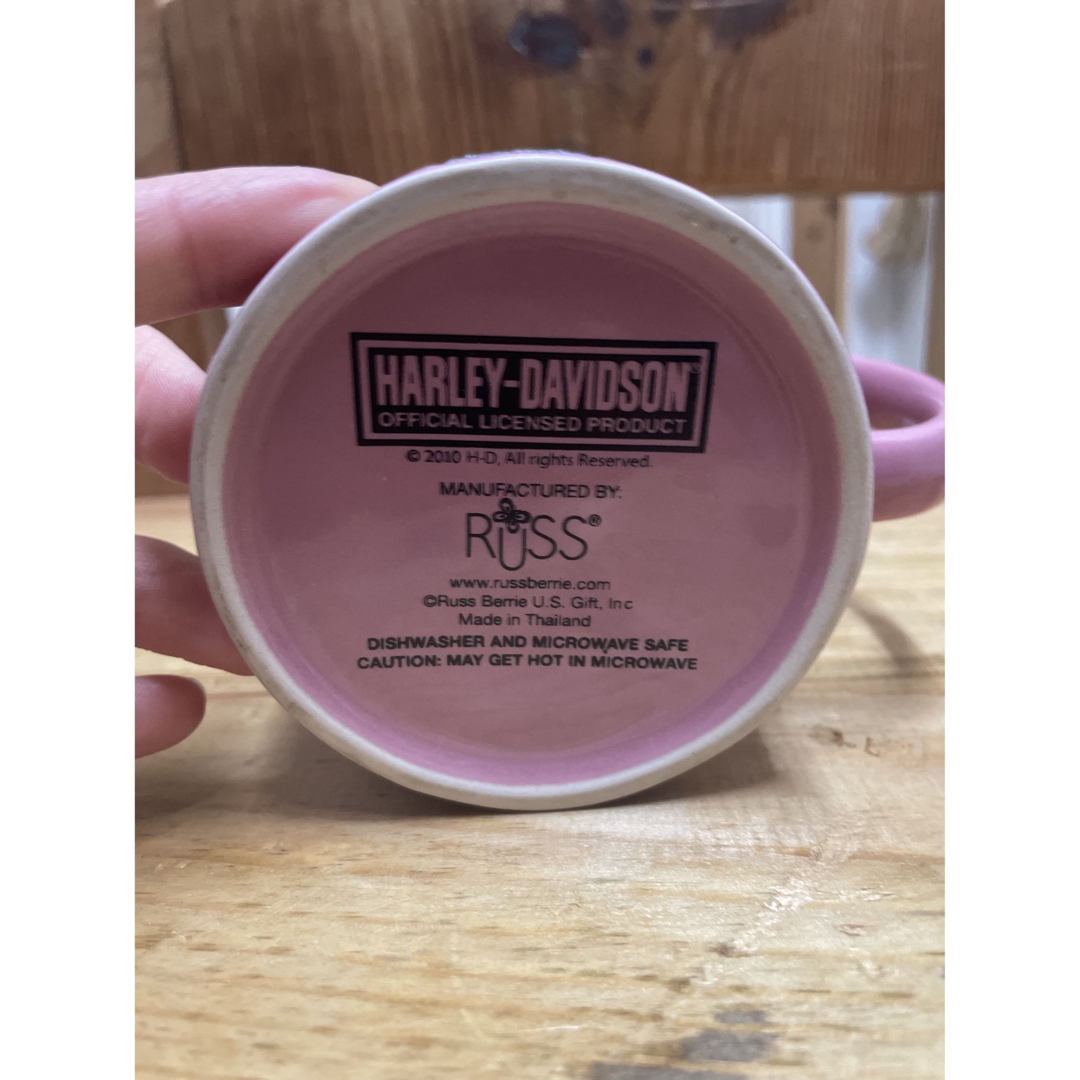 HARLEY-DAVIDSON®
OFFICIAL LICENSED PRODUCT
© 2010 H-D, All rights Reserved.
MANUFACTURED BY:
RUSS®
www.russberrie.com
©Russ Berrie U.S. Gift, Inc
Made in Thailand
DISHWASHER AND MICROWAVE SAFE
CAUTION: MAY GET HOT IN MICROWAVE